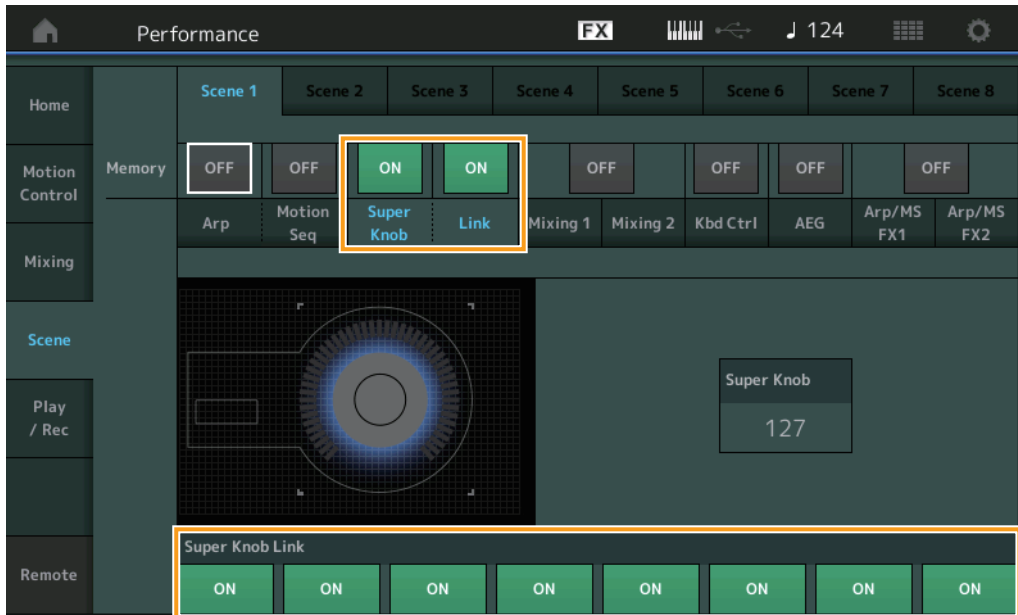 Performance
FX
124
Home
Motion
Control
Mixing
Scene
Play
/ Rec
Remote
Scene 1 Scene 2 Scene 3 Scene 4 Scene 5 Scene 6 Scene 7 Scene 8
Memory OFF OFF ON ON OFF OFF OFF OFF
Arp Motion Seq Super Knob Link Mixing 1 Mixing 2 Kbd Ctrl AEG Arp/MS FX1 Arp/MS FX2
Super Knob
127
Super Knob Link
ON ON ON ON ON ON ON ON